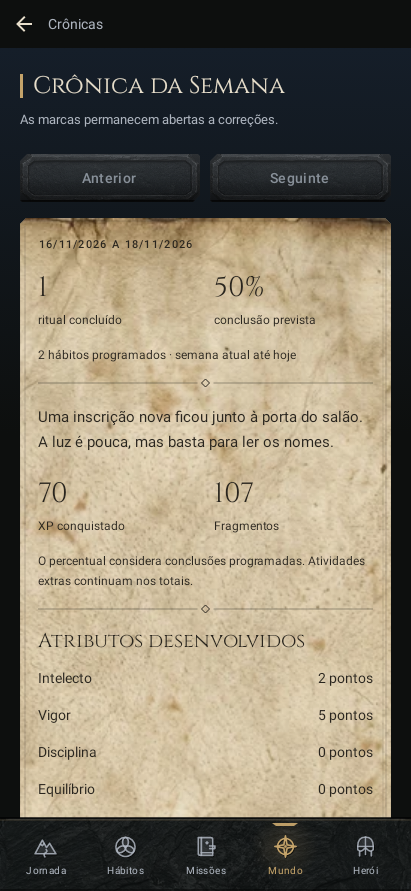 Crônicas
Crônica da Semana
As marcas permanecem abertas a correções.
Anterior
Seguinte
16/11/2026 A 18/11/2026
1
50%
ritual concluído
conclusão prevista
2 hábitos programados · semana atual até hoje
Uma inscrição nova ficou junto à porta do salão.
A luz é pouca, mas basta para ler os nomes.
70
107
XP conquistado
Fragmentos
O percentual considera conclusões programadas. Atividades
extras continuam nos totais.
Atributos desenvolvidos
Intelecto 2 pontos
Vigor 5 pontos
Disciplina 0 pontos
Equilíbrio 0 pontos
Jornada
Hábitos
Missões
Mundo
Herói